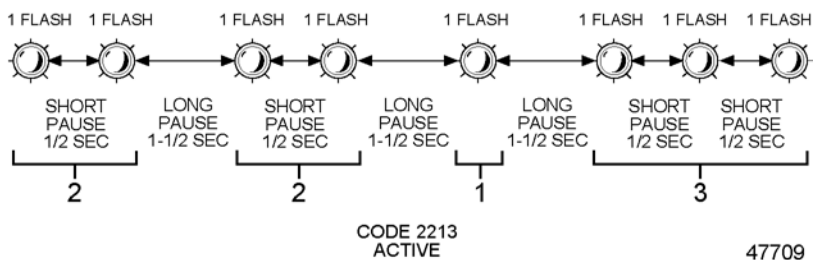 1 FLASH 1 FLASH 1 FLASH 1 FLASH 1 FLASH 1 FLASH 1 FLASH 1 FLASH
SHORT PAUSE 1/2 SEC
LONG PAUSE 1-1/2 SEC
SHORT PAUSE 1/2 SEC
LONG PAUSE 1-1/2 SEC
LONG PAUSE 1-1/2 SEC
SHORT PAUSE 1/2 SEC
SHORT PAUSE 1/2 SEC
2 2 1 3
CODE 2213
ACTIVE
47709